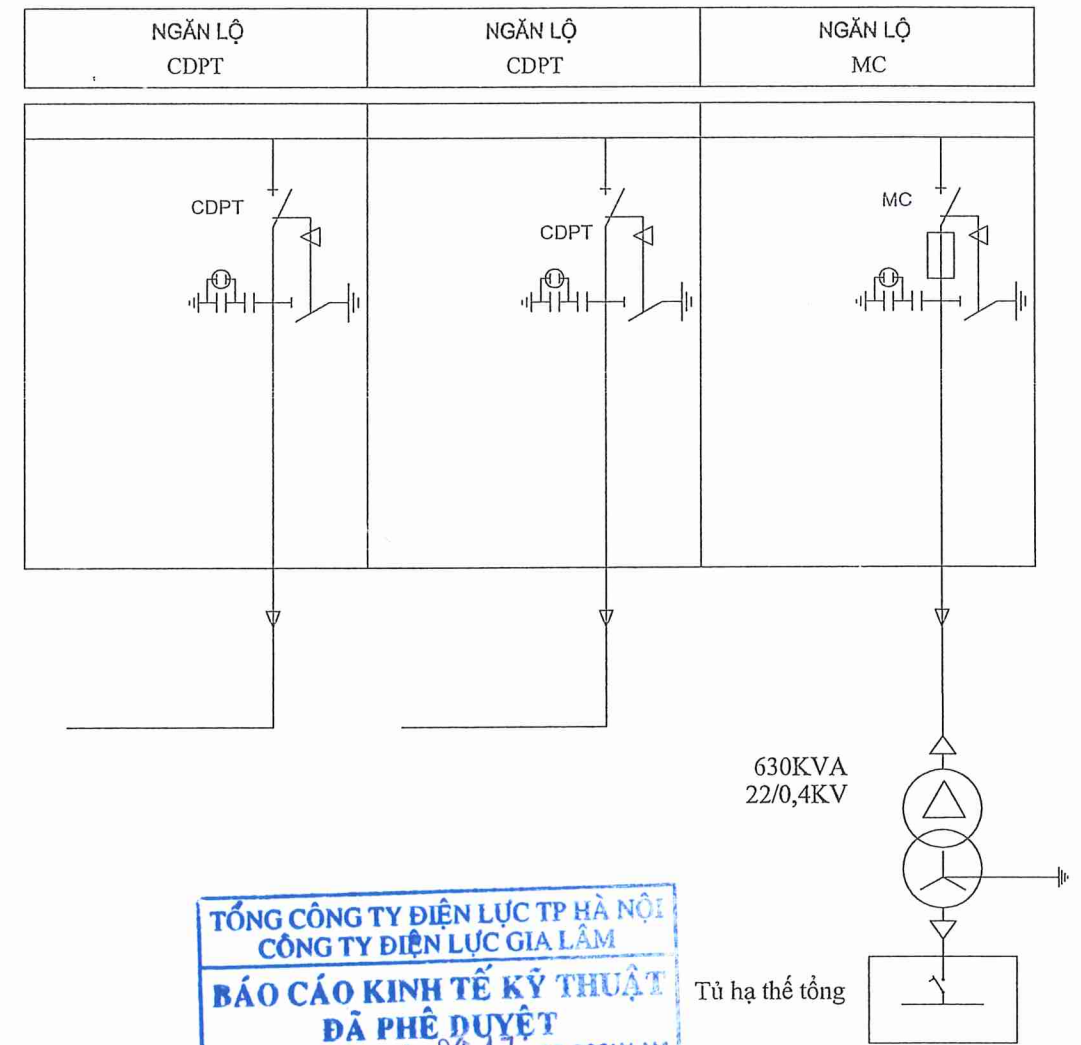 NGĂN LỘ
CDPT
NGĂN LỘ
CDPT
NGĂN LỘ
MC
CDPT
CDPT
MC
630KVA
22/0,4KV
TỔNG CÔNG TY ĐIỆN LỰC TP HÀ NỘI
CÔNG TY ĐIỆN LỰC GIA LÂM
BÁO CÁO KINH TẾ KỸ THUẬT
ĐÃ PHÊ DUYỆT
Tủ hạ thế tổng